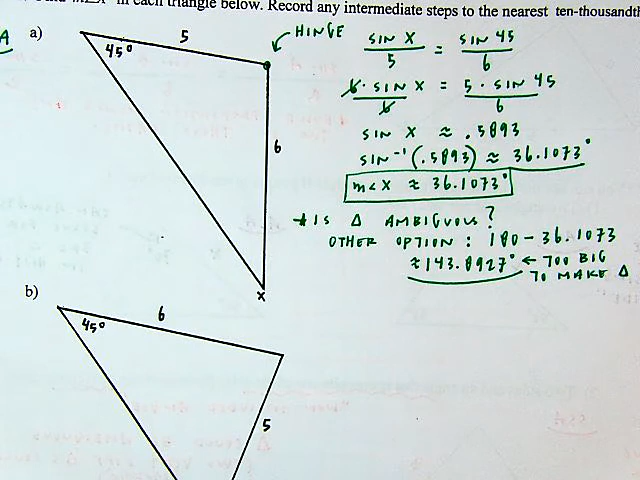 in each triangle below. Record any intermediate steps to the nearest ten-thousandth
A a)
5
45°
HINGE
6
x
SIN X / 5 = SIN 45 / 6
6 · SIN X / 6 = 5 · SIN 45 / 6
SIN X ≈ .5893
SIN⁻¹ (.5893) ≈ 36.1073°
m<X ≈ 36.1073°
*IS Δ AMBIGUOUS?
OTHER OPTION : 180 - 36.1073
≈ 143.8927° ← TOO BIG
TO MAKE Δ
b)
6
45°
5